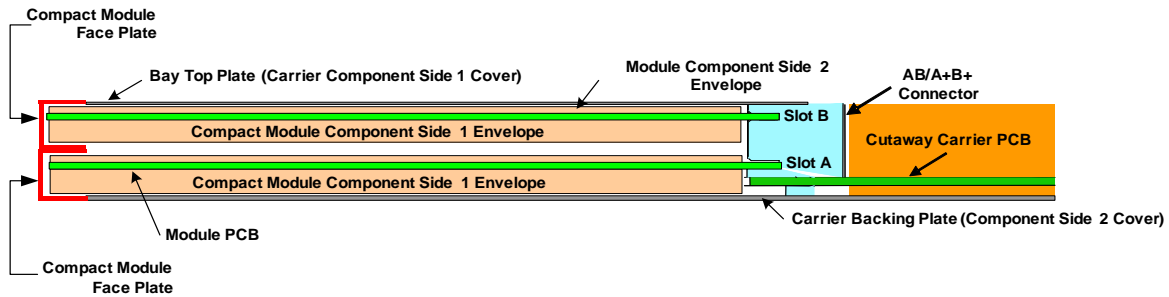 Compact Module
Face Plate
Bay Top Plate (Carrier Component Side 1 Cover)
Module Component Side 2
Envelope
AB/A+B+
Connector
Compact Module Component Side 1 Envelope
Slot B
Cutaway Carrier PCB
Slot A
Compact Module Component Side 1 Envelope
Module PCB
Carrier Backing Plate (Component Side 2 Cover)
Compact Module
Face Plate